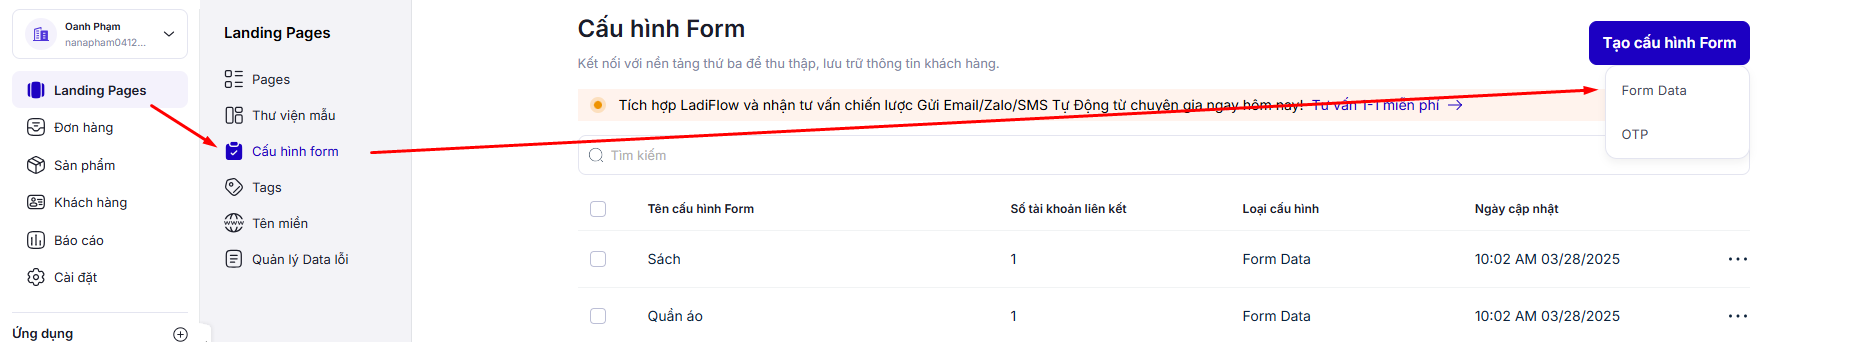 Oanh Phạm
nanapham0412...
Landing Pages
Đơn hàng
Sản phẩm
Khách hàng
Báo cáo
Cài đặt
Ứng dụng
Landing Pages
Pages
Thư viện mẫu
Cấu hình form
Tags
Tên miền
Quản lý Data lỗi
Cấu hình Form
Kết nối với nền tảng thứ ba để thu thập, lưu trữ thông tin khách hàng.
Tạo cấu hình Form
Form Data
OTP
Tích hợp LadiFlow và nhận tư vấn chiến lược Gửi Email/Zalo/SMS Tự Động từ chuyên gia ngay hôm nay! Tư vấn 1-1 miễn phí
Tìm kiếm
Tên cấu hình Form Số tài khoản liên kết Loại cấu hình Ngày cập nhật
Sách 1 Form Data 10:02 AM 03/28/2025
Quần áo 1 Form Data 10:02 AM 03/28/2025